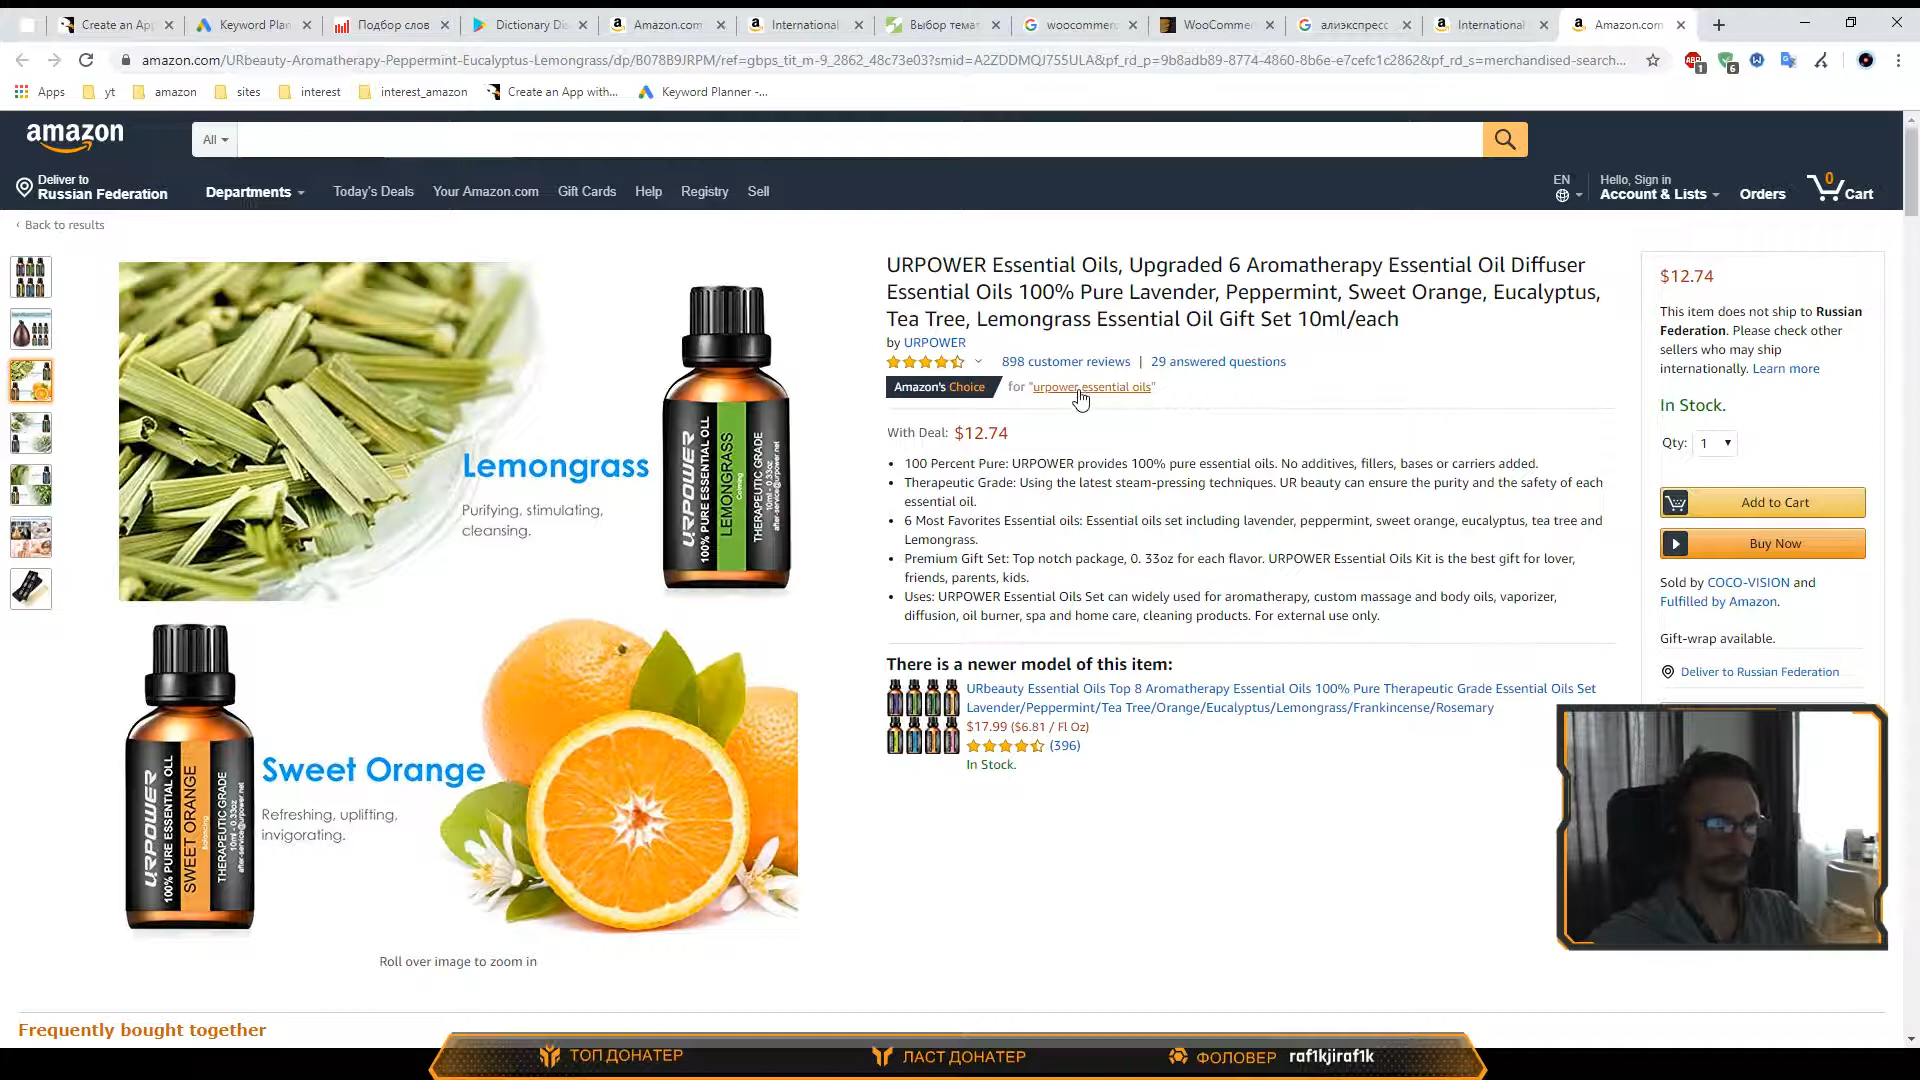 Create an Ap
Keyword Plan
Подбор слов
Dictionary Di
Amazon.com
International
Выбор темат
woocommerc
WooCommer
алиэкспресс
International
Amazon.com
amazon.com/URbeauty-Aromatherapy-Peppermint-Eucalyptus-Lemongrass/dp/B078B9JRPM/ref=gbps_tit_m-9_2862_48c73e03?smid=A2ZDDMQJ755ULA&pf_rd_p=9b8adb89-8774-4860-8b6e-e7cefc1c2862&pf_rd_s=merchandised-search...
Apps
yt
amazon
sites
interest
interest_amazon
Create an App with...
Keyword Planner -...
amazon
All
Deliver to
Russian Federation
Departments
Today's Deals
Your Amazon.com
Gift Cards
Help
Registry
Sell
EN
Hello, Sign in
Account & Lists
Orders
0
Cart
‹ Back to results
Lemongrass
Purifying, stimulating,
cleansing.
URPOWER
100% PURE ESSENTIAL OIL
LEMONGRASS
Calming
THERAPEUTIC GRADE
10ml - 0.33oz
after-service@urpower.net
Sweet Orange
Refreshing, uplifting,
invigorating.
URPOWER
100% PURE ESSENTIAL OIL
SWEET ORANGE
Balancing
THERAPEUTIC GRADE
10ml - 0.33oz
after-service@urpower.net
Roll over image to zoom in
URPOWER Essential Oils, Upgraded 6 Aromatherapy Essential Oil Diffuser
Essential Oils 100% Pure Lavender, Peppermint, Sweet Orange, Eucalyptus,
Tea Tree, Lemongrass Essential Oil Gift Set 10ml/each
by URPOWER
898 customer reviews | 29 answered questions
Amazon's Choice for "urpower essential oils"
With Deal: $12.74
• 100 Percent Pure: URPOWER provides 100% pure essential oils. No additives, fillers, bases or carriers added.
• Therapeutic Grade: Using the latest steam-pressing techniques. UR beauty can ensure the purity and the safety of each
essential oil.
• 6 Most Favorites Essential oils: Essential oils set including lavender, peppermint, sweet orange, eucalyptus, tea tree and
Lemongrass.
• Premium Gift Set: Top notch package, 0. 33oz for each flavor. URPOWER Essential Oils Kit is the best gift for lover,
friends, parents, kids.
• Uses: URPOWER Essential Oils Set can widely used for aromatherapy, custom massage and body oils, vaporizer,
diffusion, oil burner, spa and home care, cleaning products. For external use only.
There is a newer model of this item:
URbeauty Essential Oils Top 8 Aromatherapy Essential Oils 100% Pure Therapeutic Grade Essential Oils Set
Lavender/Peppermint/Tea Tree/Orange/Eucalyptus/Lemongrass/Frankincense/Rosemary
$17.99 ($6.81 / Fl Oz)
(396)
In Stock.
$12.74
This item does not ship to Russian
Federation. Please check other
sellers who may ship
internationally. Learn more
In Stock.
Qty: 1
Add to Cart
Buy Now
Sold by COCO-VISION and
Fulfilled by Amazon.
Gift-wrap available.
Deliver to Russian Federation
Frequently bought together
ТОП ДОНАТЕР
ЛАСТ ДОНАТЕР
ФОЛОВЕР raf1kjiraf1k